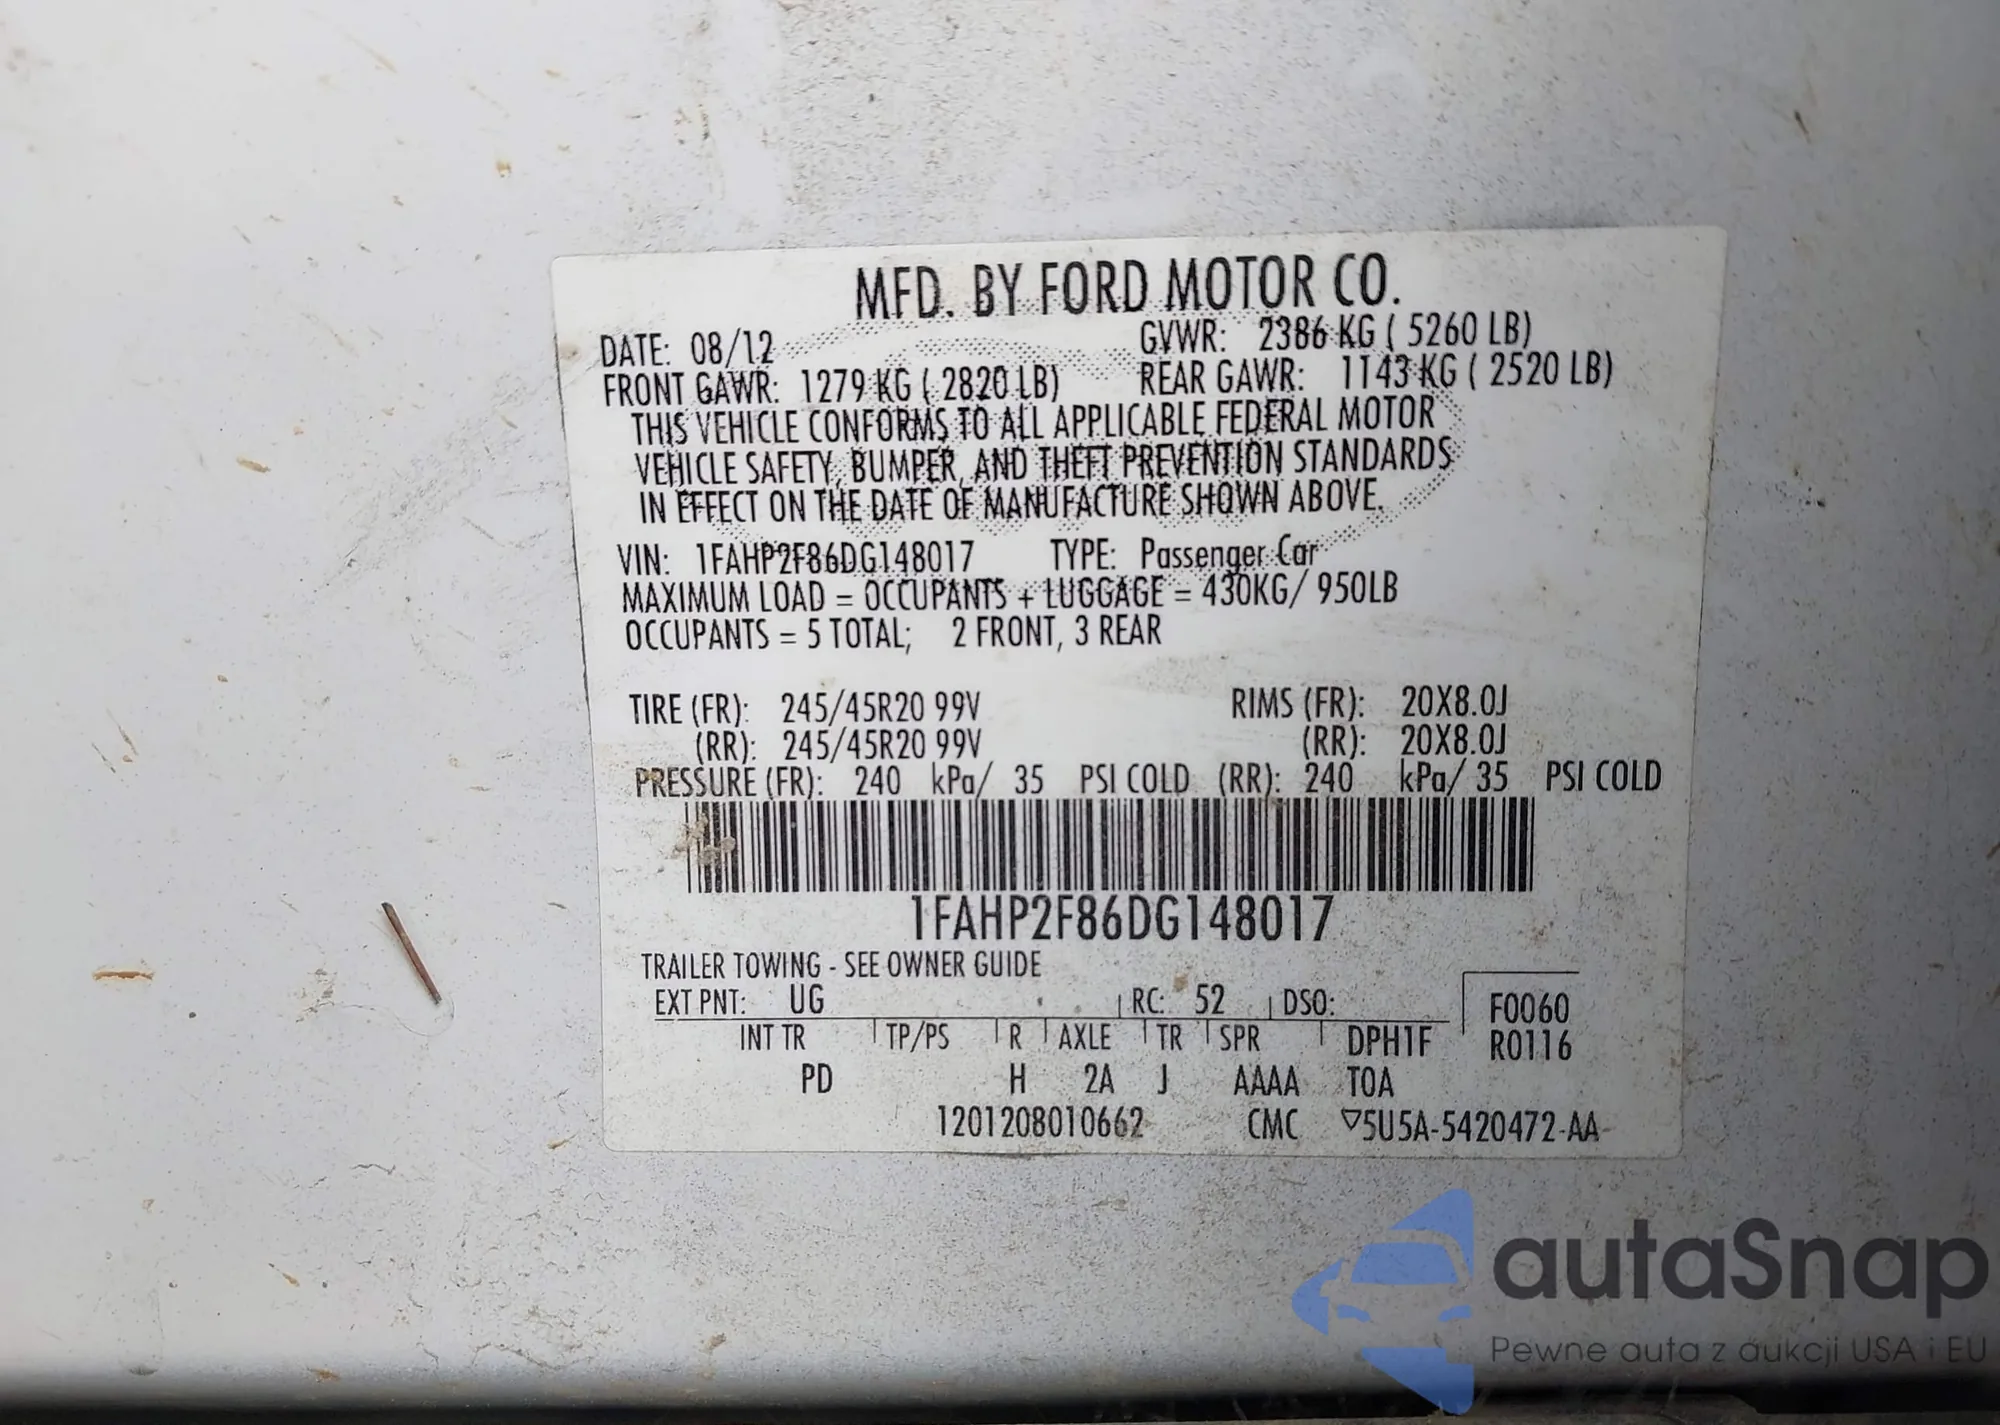 MFD. BY FORD MOTOR CO.
DATE: 08/12 GVWR: 2386 KG ( 5260 LB)
FRONT GAWR: 1279 KG ( 2820 LB) REAR GAWR: 1143 KG ( 2520 LB)
THIS VEHICLE CONFORMS TO ALL APPLICABLE FEDERAL MOTOR
VEHICLE SAFETY, BUMPER, AND THEFT PREVENTION STANDARDS
IN EFFECT ON THE DATE OF MANUFACTURE SHOWN ABOVE.
VIN: 1FAHP2F86DG148017 TYPE: Passenger Car
MAXIMUM LOAD = OCCUPANTS + LUGGAGE = 430KG/ 950LB
OCCUPANTS = 5 TOTAL; 2 FRONT, 3 REAR
TIRE (FR): 245/45R20 99V RIMS (FR): 20X8.0J
(RR): 245/45R20 99V (RR): 20X8.0J
PRESSURE (FR): 240 kPa/ 35 PSI COLD (RR): 240 kPa/ 35 PSI COLD
1FAHP2F86DG148017
TRAILER TOWING - SEE OWNER GUIDE
EXT PNT: UG RC: 52 DSO: F0060
INT TR TP/PS R AXLE TR SPR DPH1F R0116
PD H 2A J AAAA TOA
1201208010662 CMC ▽5U5A-5420472-AA
autaSnap
Pewne auta z aukcji USA i EU